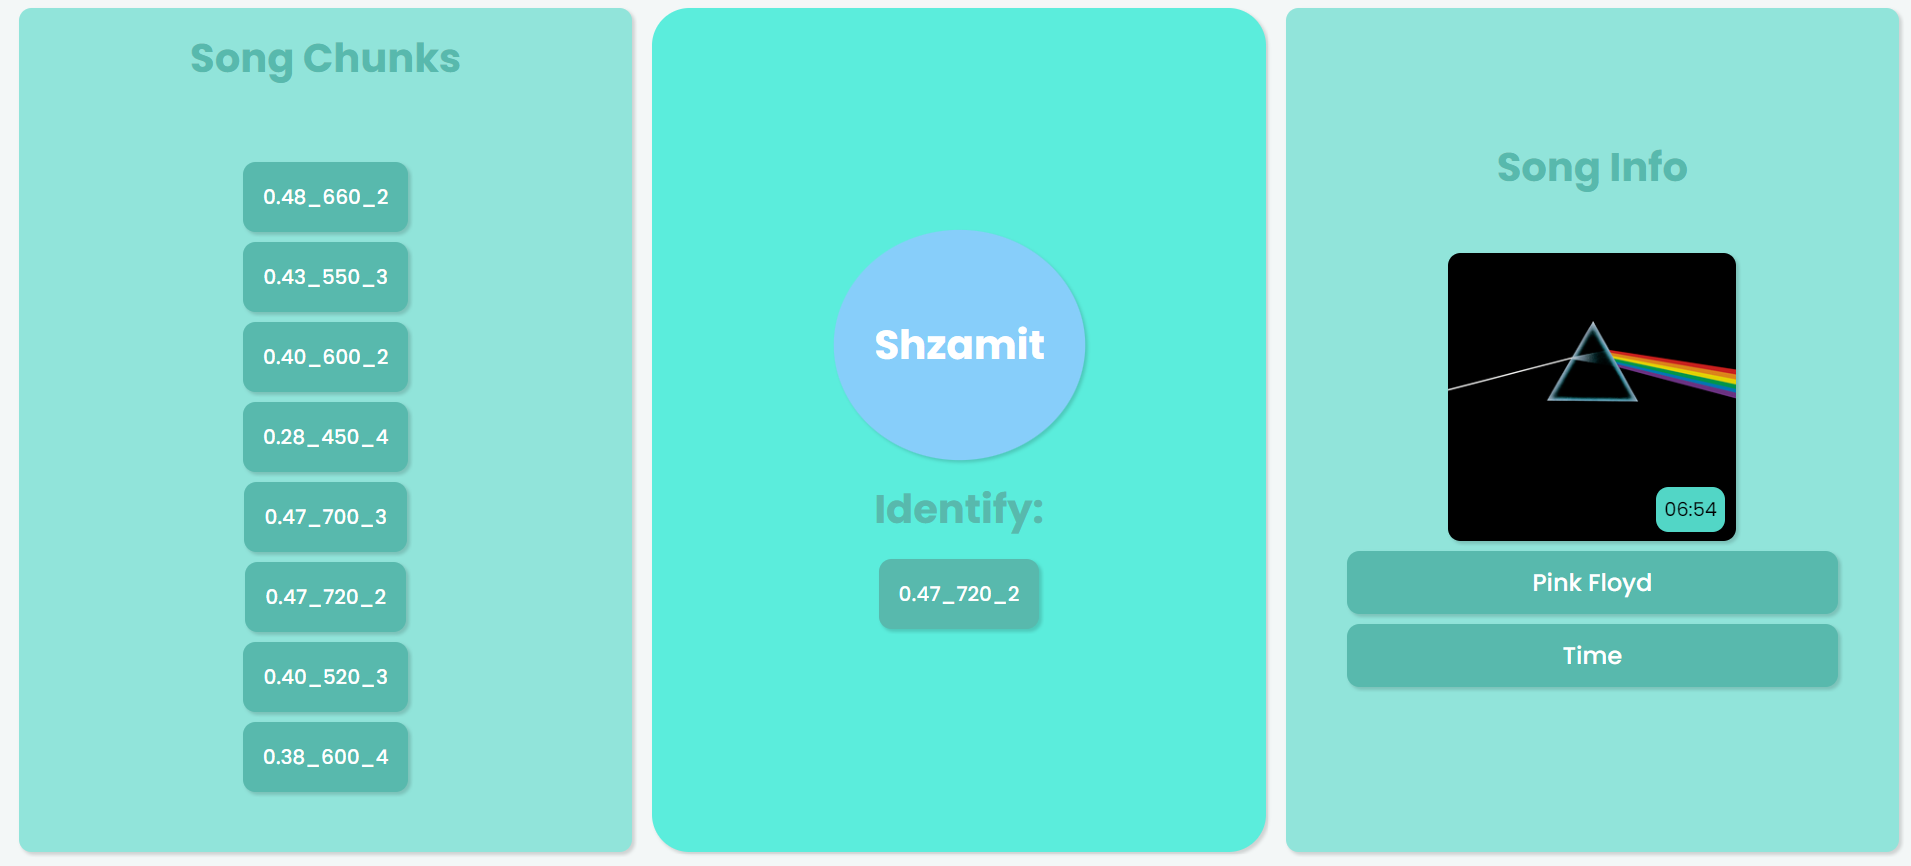 Song Chunks
0.48_660_2
0.43_550_3
0.40_600_2
0.28_450_4
0.47_700_3
0.47_720_2
0.40_520_3
0.38_600_4
Shzamit
Identify:
0.47_720_2
Song Info
06:54
Pink Floyd
Time